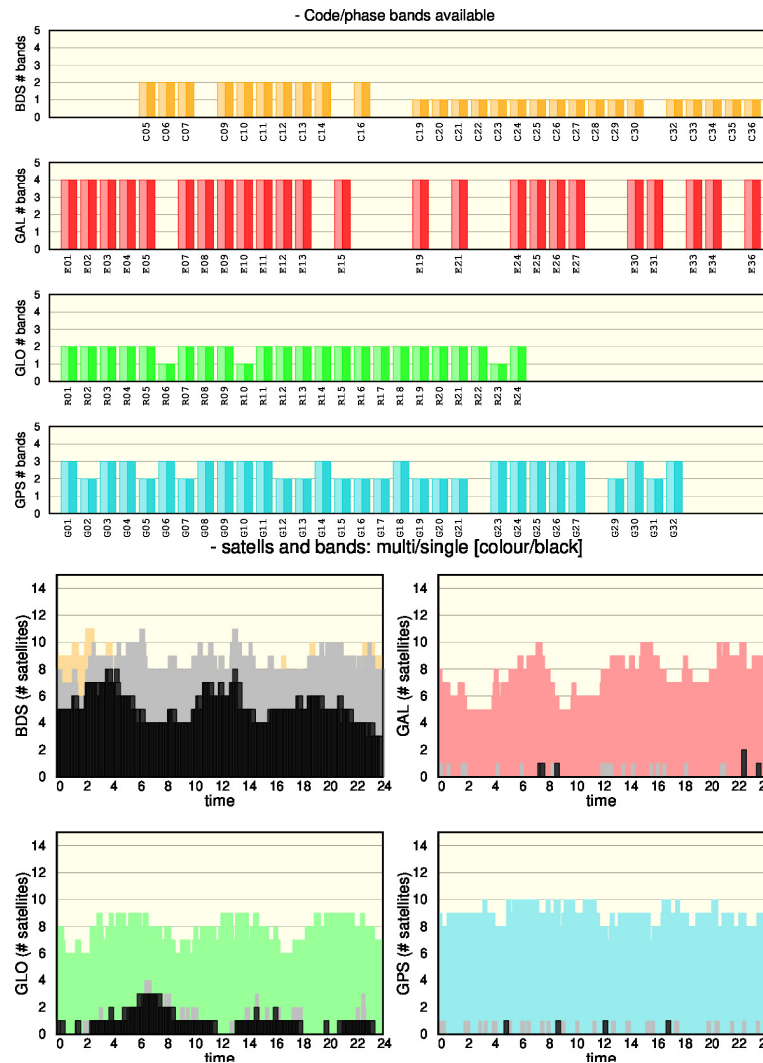 - Code/phase bands available
BDS # bands
5
4
3
2
1
0
C05 C06 C07 C09 C10 C11 C12 C13 C14 C16 C19 C20 C21 C22 C23 C24 C25 C26 C27 C28 C29 C30 C32 C33 C34 C35 C36
GAL # bands
5
4
3
2
1
0
E01 E02 E03 E04 E05 E07 E08 E09 E10 E11 E12 E13 E15 E19 E21 E24 E25 E26 E27 E30 E31 E33 E34 E36
GLO # bands
5
4
3
2
1
0
R01 R02 R03 R04 R05 R06 R07 R08 R09 R10 R11 R12 R13 R14 R15 R16 R17 R18 R19 R20 R21 R22 R23 R24
GPS # bands
5
4
3
2
1
0
G01 G02 G03 G04 G05 G06 G07 G08 G09 G10 G11 G12 G13 G14 G15 G16 G17 G18 G19 G20 G21 G23 G24 G25 G26 G27 G29 G30 G31 G32
- satells and bands: multi/single [colour/black]
BDS (# satellites)
14
12
10
8
6
4
2
0
0 2 4 6 8 10 12 14 16 18 20 22 24
time
GAL (# satellites)
14
12
10
8
6
4
2
0
0 2 4 6 8 10 12 14 16 18 20 22 24
time
GLO (# satellites)
14
12
10
8
6
4
2
0
0 2 4 6 8 10 12 14 16 18 20 22 24
time
GPS (# satellites)
14
12
10
8
6
4
2
0
0 2 4 6 8 10 12 14 16 18 20 22 24
time